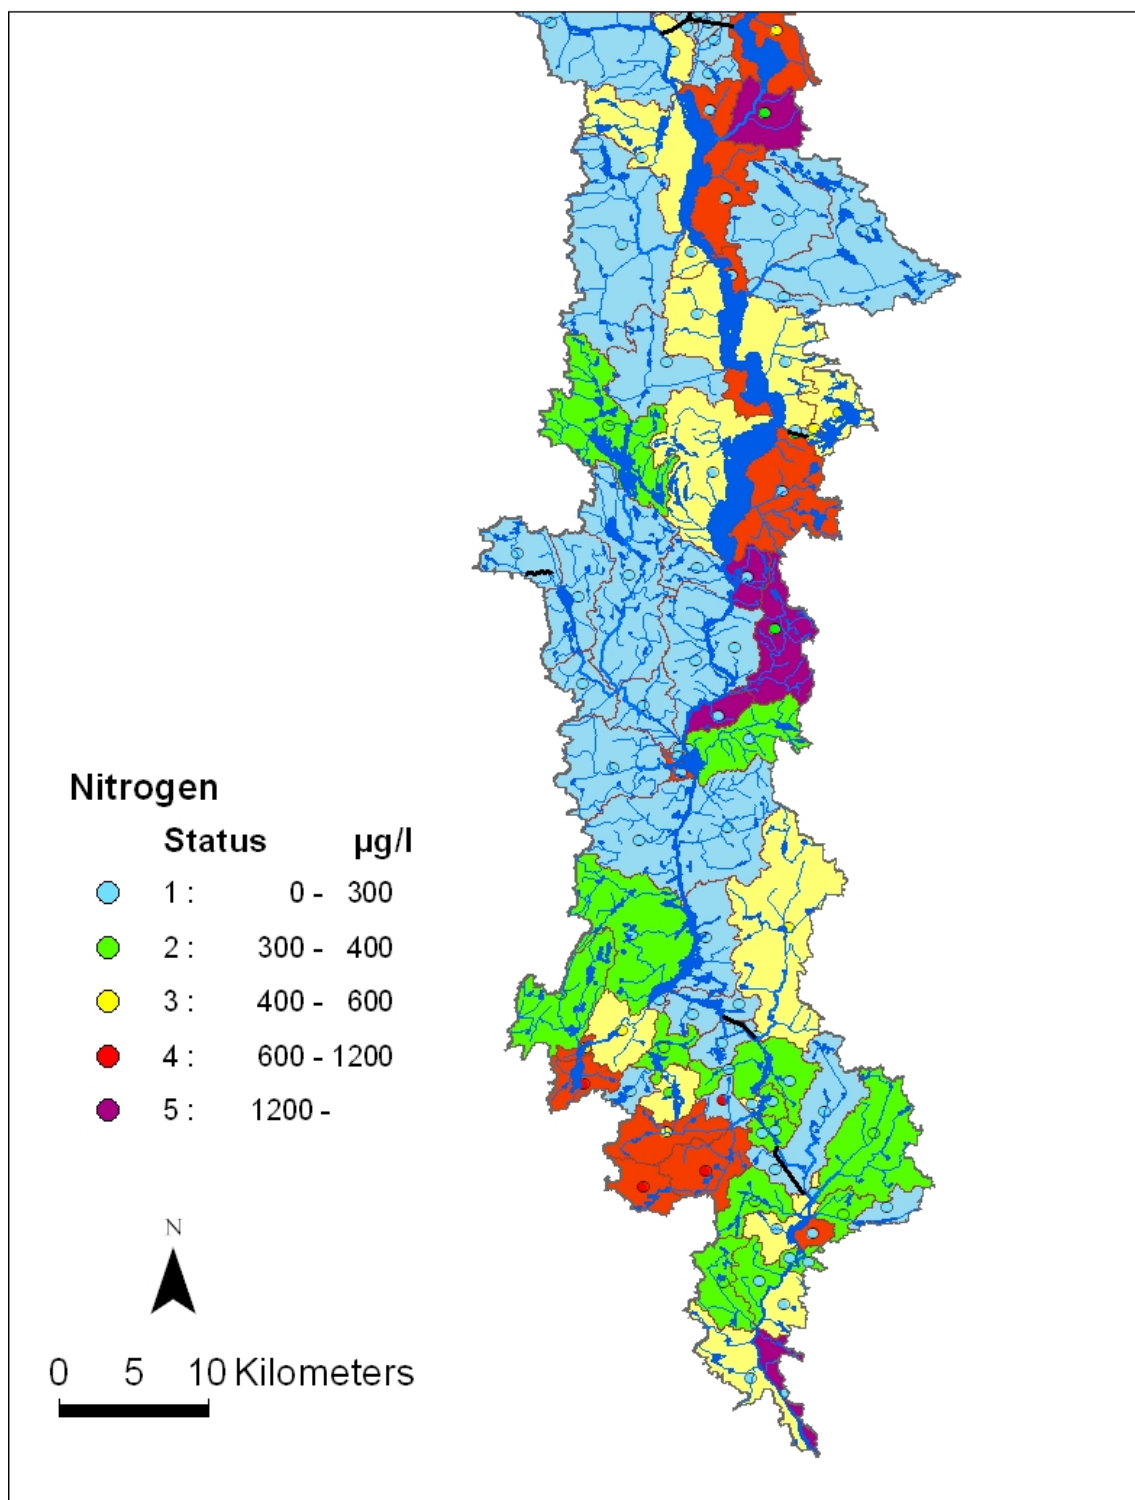 Nitrogen
Status µg/l
1 : 0 - 300
2 : 300 - 400
3 : 400 - 600
4 : 600 - 1200
5 : 1200 -
N
0 5 10 Kilometers